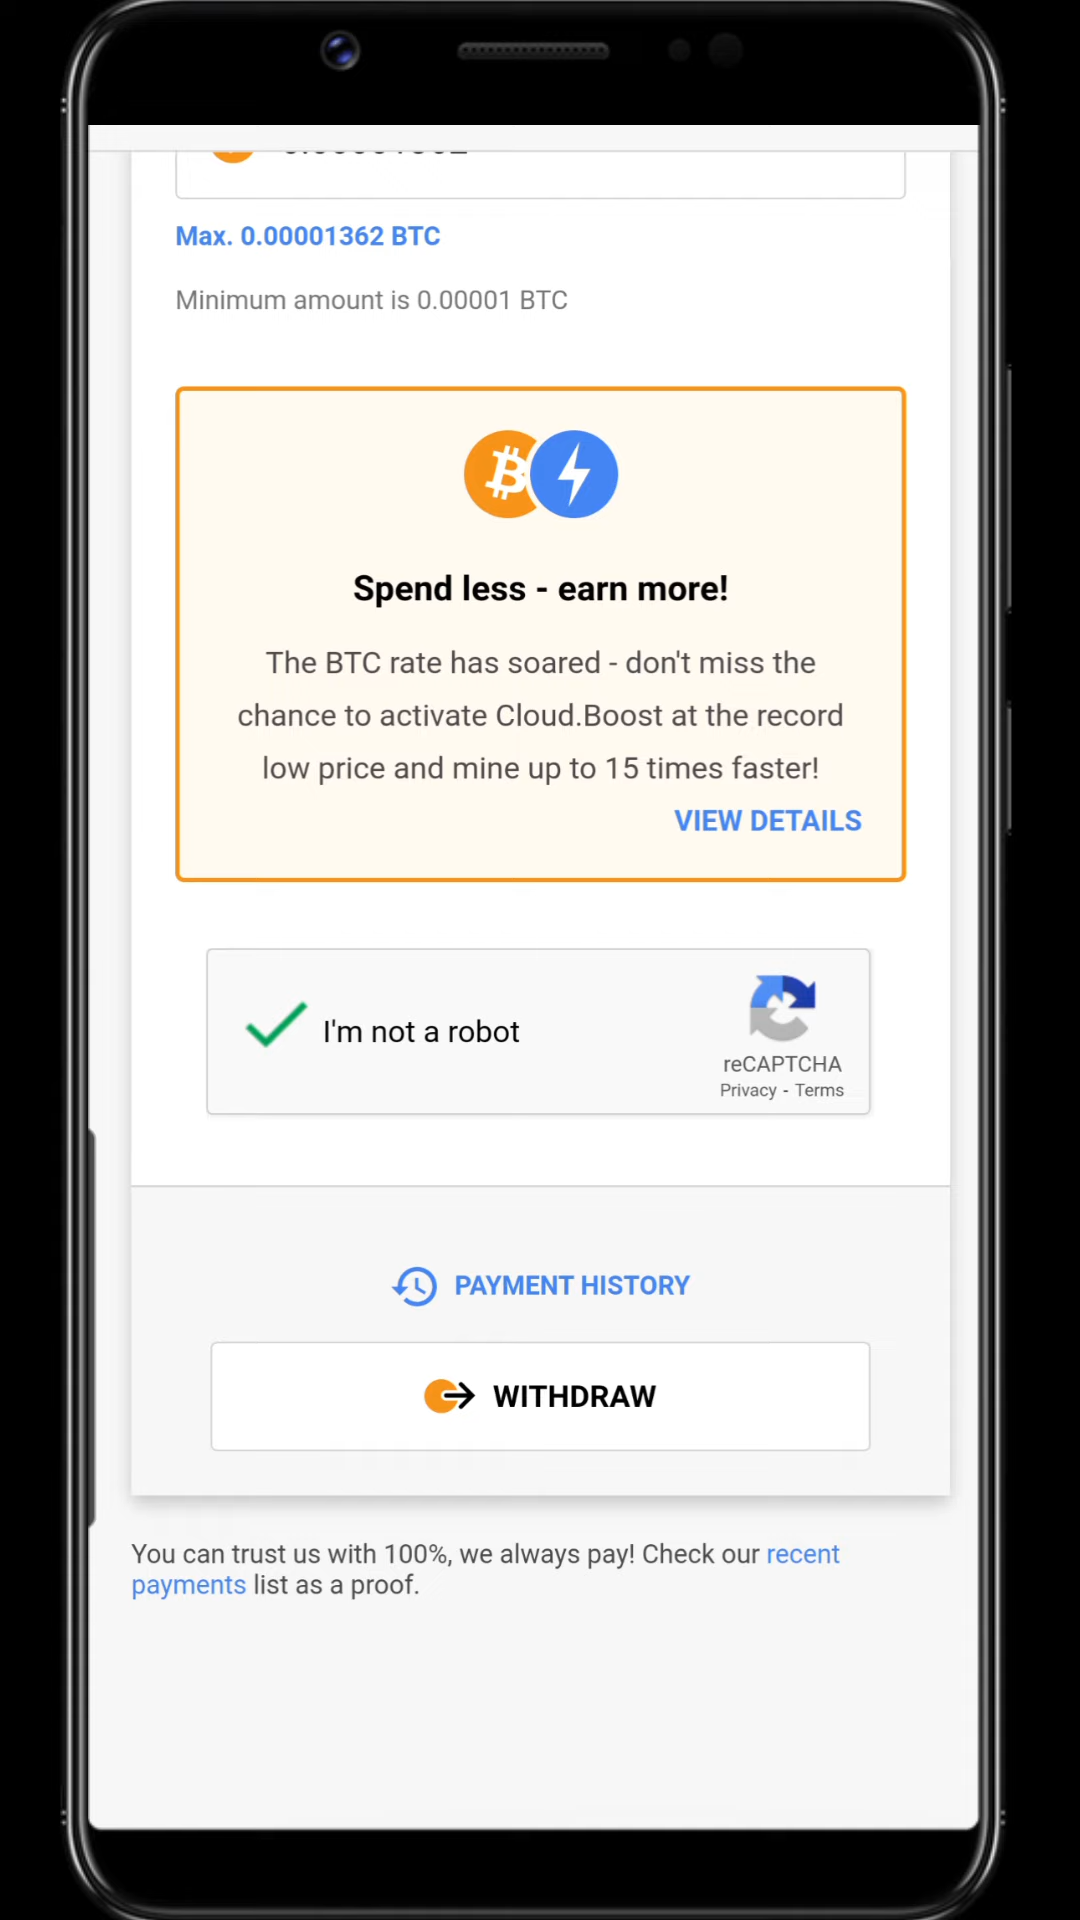 Max. 0.00001362 BTC
Minimum amount is 0.00001 BTC
Spend less - earn more!
The BTC rate has soared - don't miss the
chance to activate Cloud.Boost at the record
low price and mine up to 15 times faster!
VIEW DETAILS
I'm not a robot
reCAPTCHA
Privacy - Terms
PAYMENT HISTORY
WITHDRAW
You can trust us with 100%, we always pay! Check our recent
payments list as a proof.